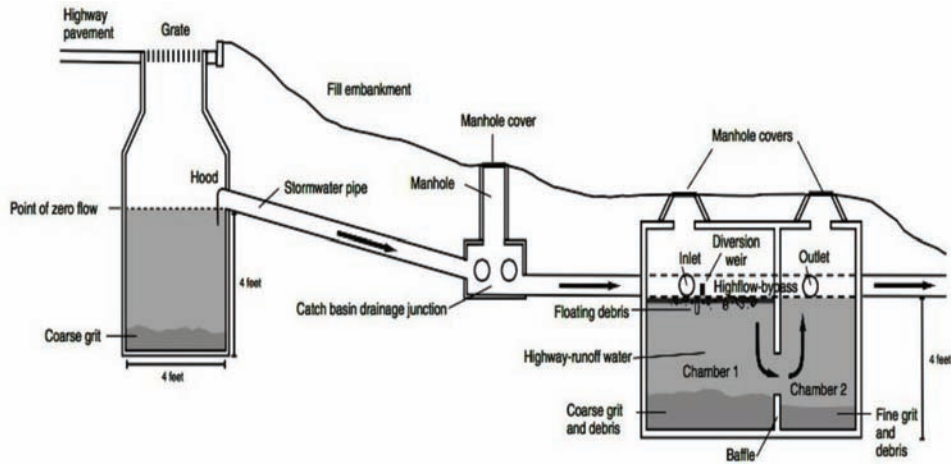 Highway
pavement
Grate
Fill embankment
Manhole cover
Manhole covers
Hood
Stormwater pipe
Manhole
Point of zero flow
Inlet
Diversion
weir
Outlet
Highflow-bypass
4 feet
Catch basin drainage junction
Floating debris
Coarse grit
Highway-runoff water
4 feet
Chamber 1
Chamber 2
4 feet
Coarse grit
and debris
Fine grit
and
debris
Baffle